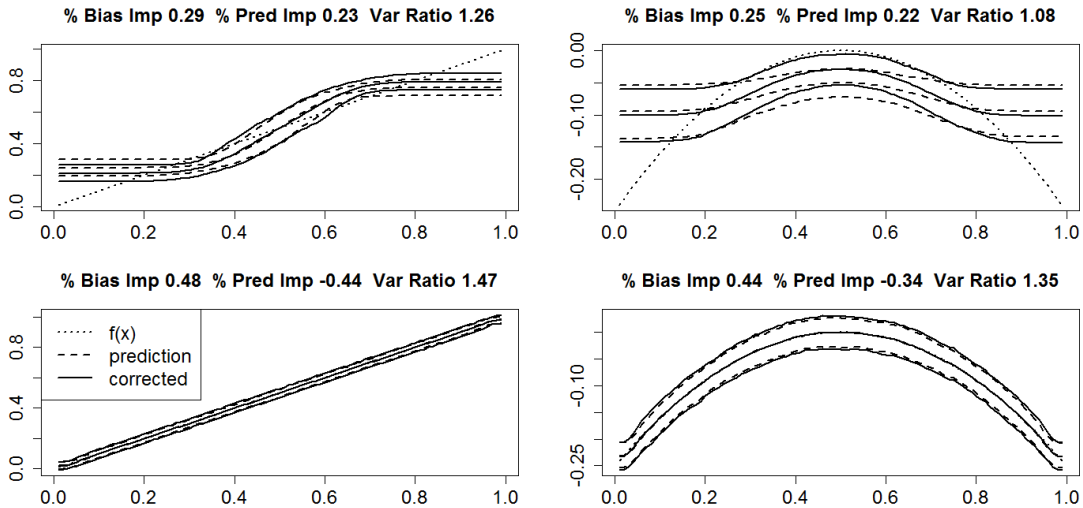 % Bias Imp 0.29 % Pred Imp 0.23 Var Ratio 1.26
0.0 0.4 0.8
0.0 0.2 0.4 0.6 0.8 1.0
% Bias Imp 0.25 % Pred Imp 0.22 Var Ratio 1.08
-0.20 -0.10 0.00
0.0 0.2 0.4 0.6 0.8 1.0
% Bias Imp 0.48 % Pred Imp -0.44 Var Ratio 1.47
f(x)
prediction
corrected
0.0 0.4 0.8
0.0 0.2 0.4 0.6 0.8 1.0
% Bias Imp 0.44 % Pred Imp -0.34 Var Ratio 1.35
-0.25 -0.10
0.0 0.2 0.4 0.6 0.8 1.0